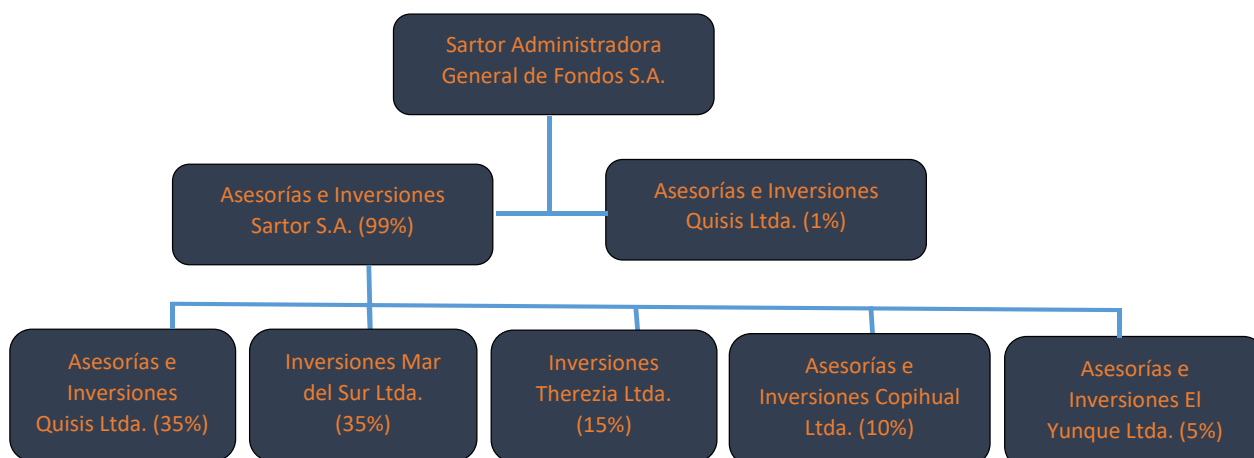 Sartor Administradora
General de Fondos S.A.
Asesorías e Inversiones
Sartor S.A. (99%)
Asesorías e Inversiones
Quisis Ltda. (1%)
Asesorías e
Inversiones
Quisis Ltda. (35%)
Inversiones Mar
del Sur Ltda.
(35%)
Inversiones
Therezia Ltda.
(15%)
Asesorías e
Inversiones Copihual
Ltda. (10%)
Asesorías e
Inversiones El
Yunque Ltda. (5%)